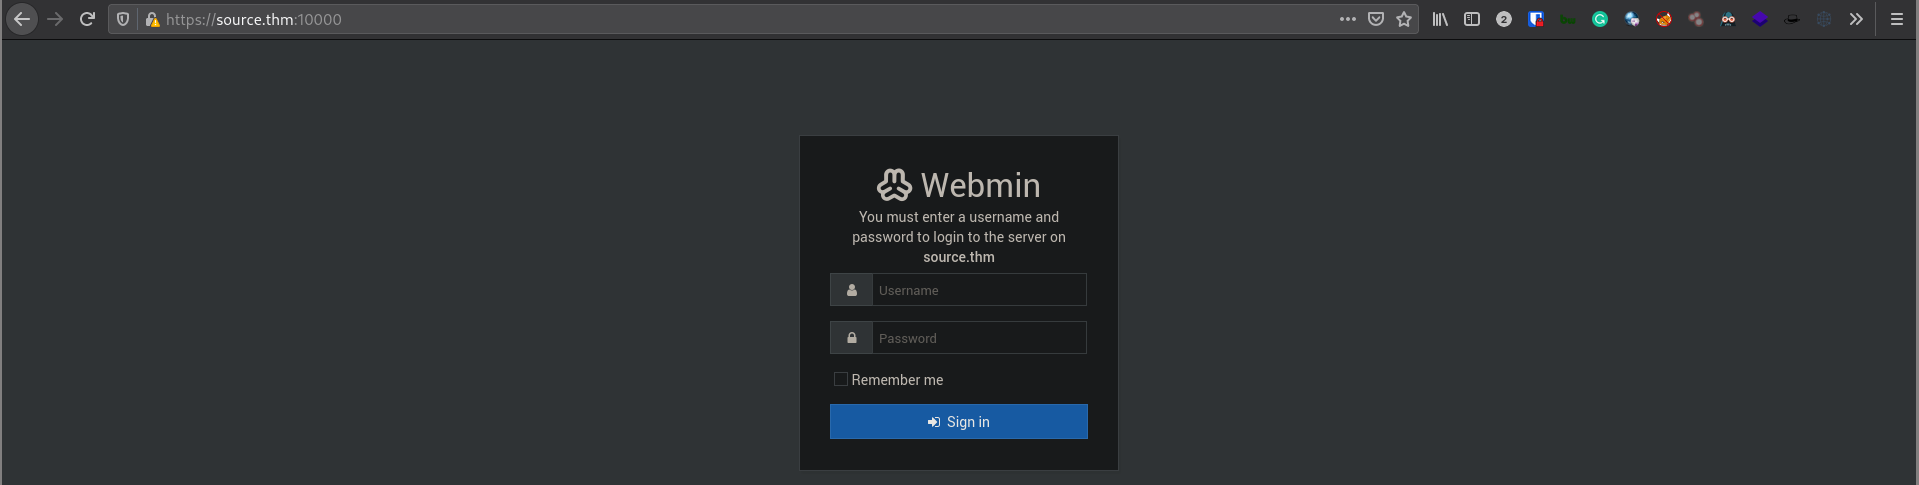 https://source.thm:10000
2
Webmin
You must enter a username and
password to login to the server on
source.thm
Username
Password
Remember me
Sign in